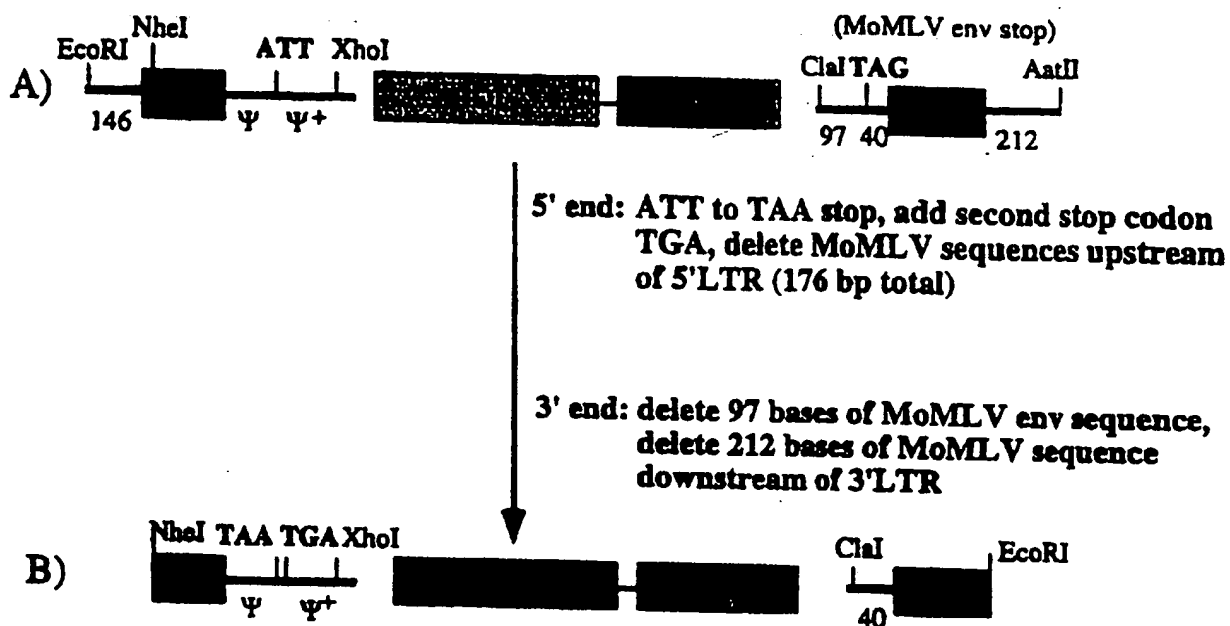 (MoMLV env stop)
NheI
EcoRI ATT XhoI ClaI TAG AatII
A)
146 Ψ Ψ+ 97 40 212
5' end: ATT to TAA stop, add second stop codon
TGA, delete MoMLV sequences upstream
of 5'LTR (176 bp total)
3' end: delete 97 bases of MoMLV env sequence,
delete 212 bases of MoMLV sequence
downstream of 3'LTR
NheI TAA TGA XhoI ClaI EcoRI
B)
Ψ Ψ+ 40